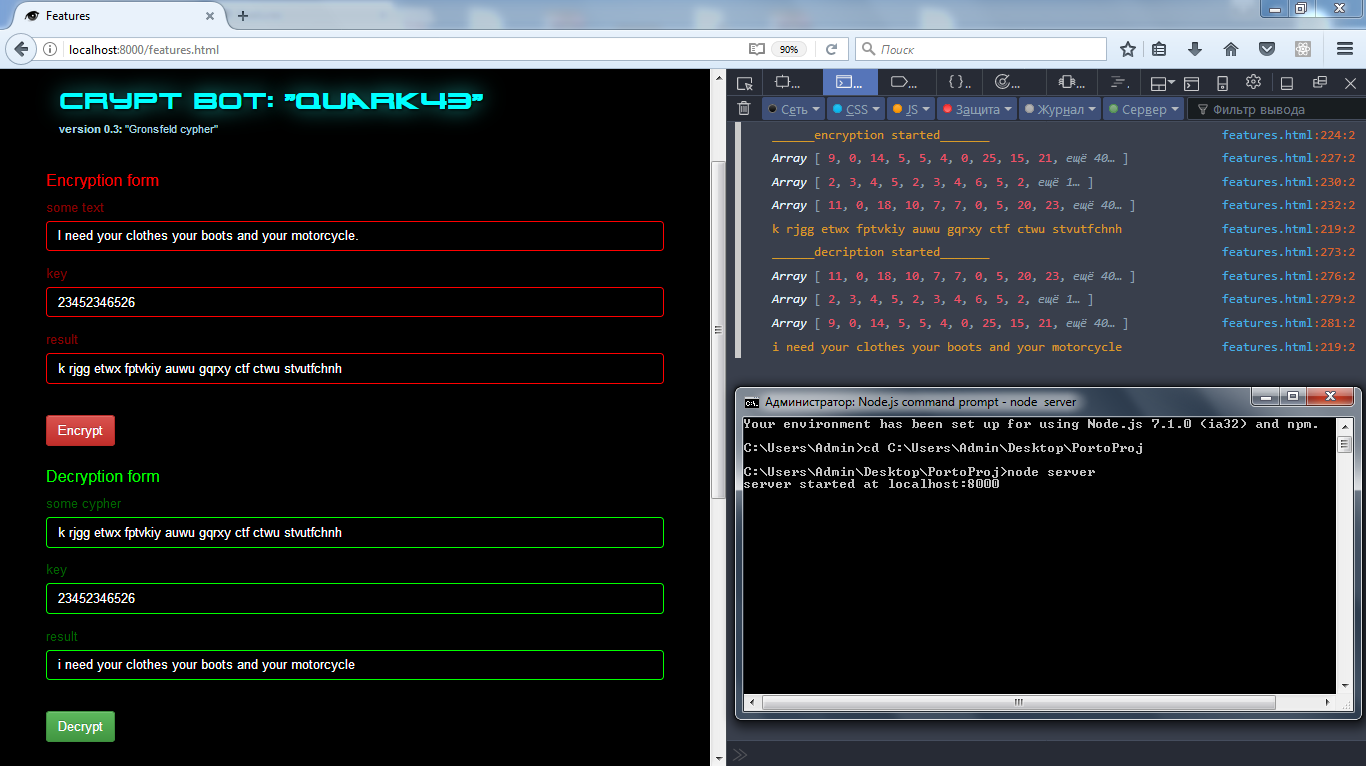 Features
localhost:8000/features.html
90%
Поиск
CRYPT BOT: "QUARK43"
version 0.3: "Gronsfeld cypher"
Encryption form
some text
I need your clothes your boots and your motorcycle.
key
23452346526
result
k rjgg etwx fptvkiy auwu gqrxy ctf ctwu stvutfchnh
Encrypt
Decryption form
some cypher
k rjgg etwx fptvkiy auwu gqrxy ctf ctwu stvutfchnh
key
23452346526
result
i need your clothes your boots and your motorcycle
Decrypt
Сеть CSS JS Защита Журнал Сервер Фильтр вывода
______encryption started_______ features.html:224:2
Array [ 9, 0, 14, 5, 5, 4, 0, 25, 15, 21, ещё 40… ] features.html:227:2
Array [ 2, 3, 4, 5, 2, 3, 4, 6, 5, 2, ещё 1… ] features.html:230:2
Array [ 11, 0, 18, 10, 7, 7, 0, 5, 20, 23, ещё 40… ] features.html:232:2
k rjgg etwx fptvkiy auwu gqrxy ctf ctwu stvutfchnh features.html:219:2
______decription started_______ features.html:273:2
Array [ 11, 0, 18, 10, 7, 7, 0, 5, 20, 23, ещё 40… ] features.html:276:2
Array [ 2, 3, 4, 5, 2, 3, 4, 6, 5, 2, ещё 1… ] features.html:279:2
Array [ 9, 0, 14, 5, 5, 4, 0, 25, 15, 21, ещё 40… ] features.html:281:2
i need your clothes your boots and your motorcycle features.html:219:2
Администратор: Node.js command prompt - node server
Your environment has been set up for using Node.js 7.1.0 (ia32) and npm.
C:\Users\Admin>cd C:\Users\Admin\Desktop\PortoProj
C:\Users\Admin\Desktop\PortoProj>node server
server started at localhost:8000